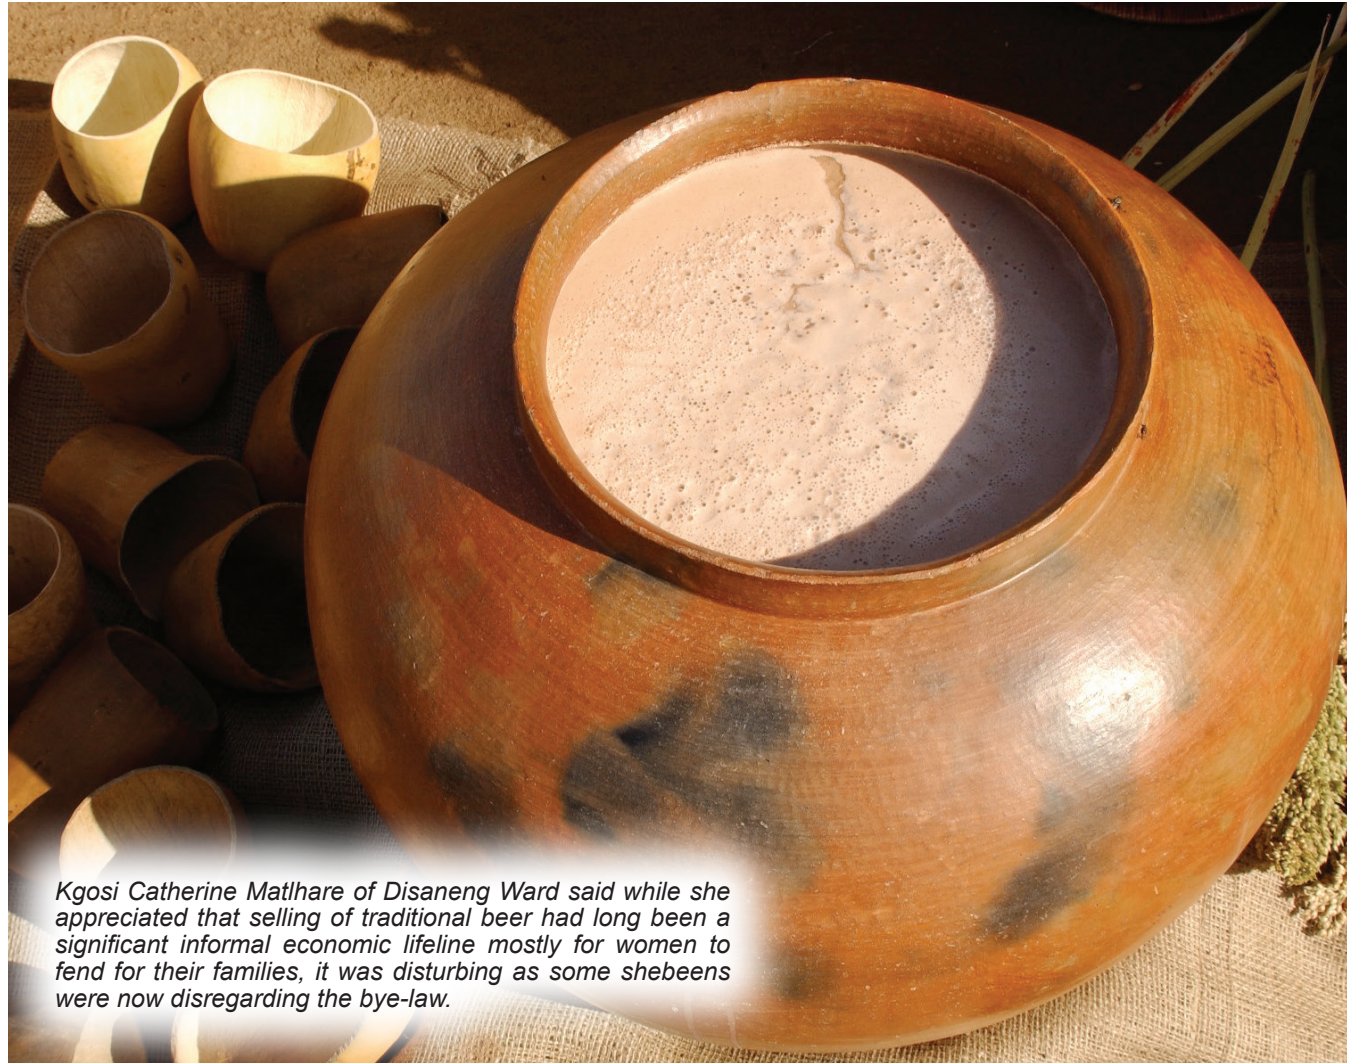 Kgosi Catherine Matlhare of Disaneng Ward said while she
appreciated that selling of traditional beer had long been a
significant informal economic lifeline mostly for women to
fend for their families, it was disturbing as some shebeens
were now disregarding the bye-law.